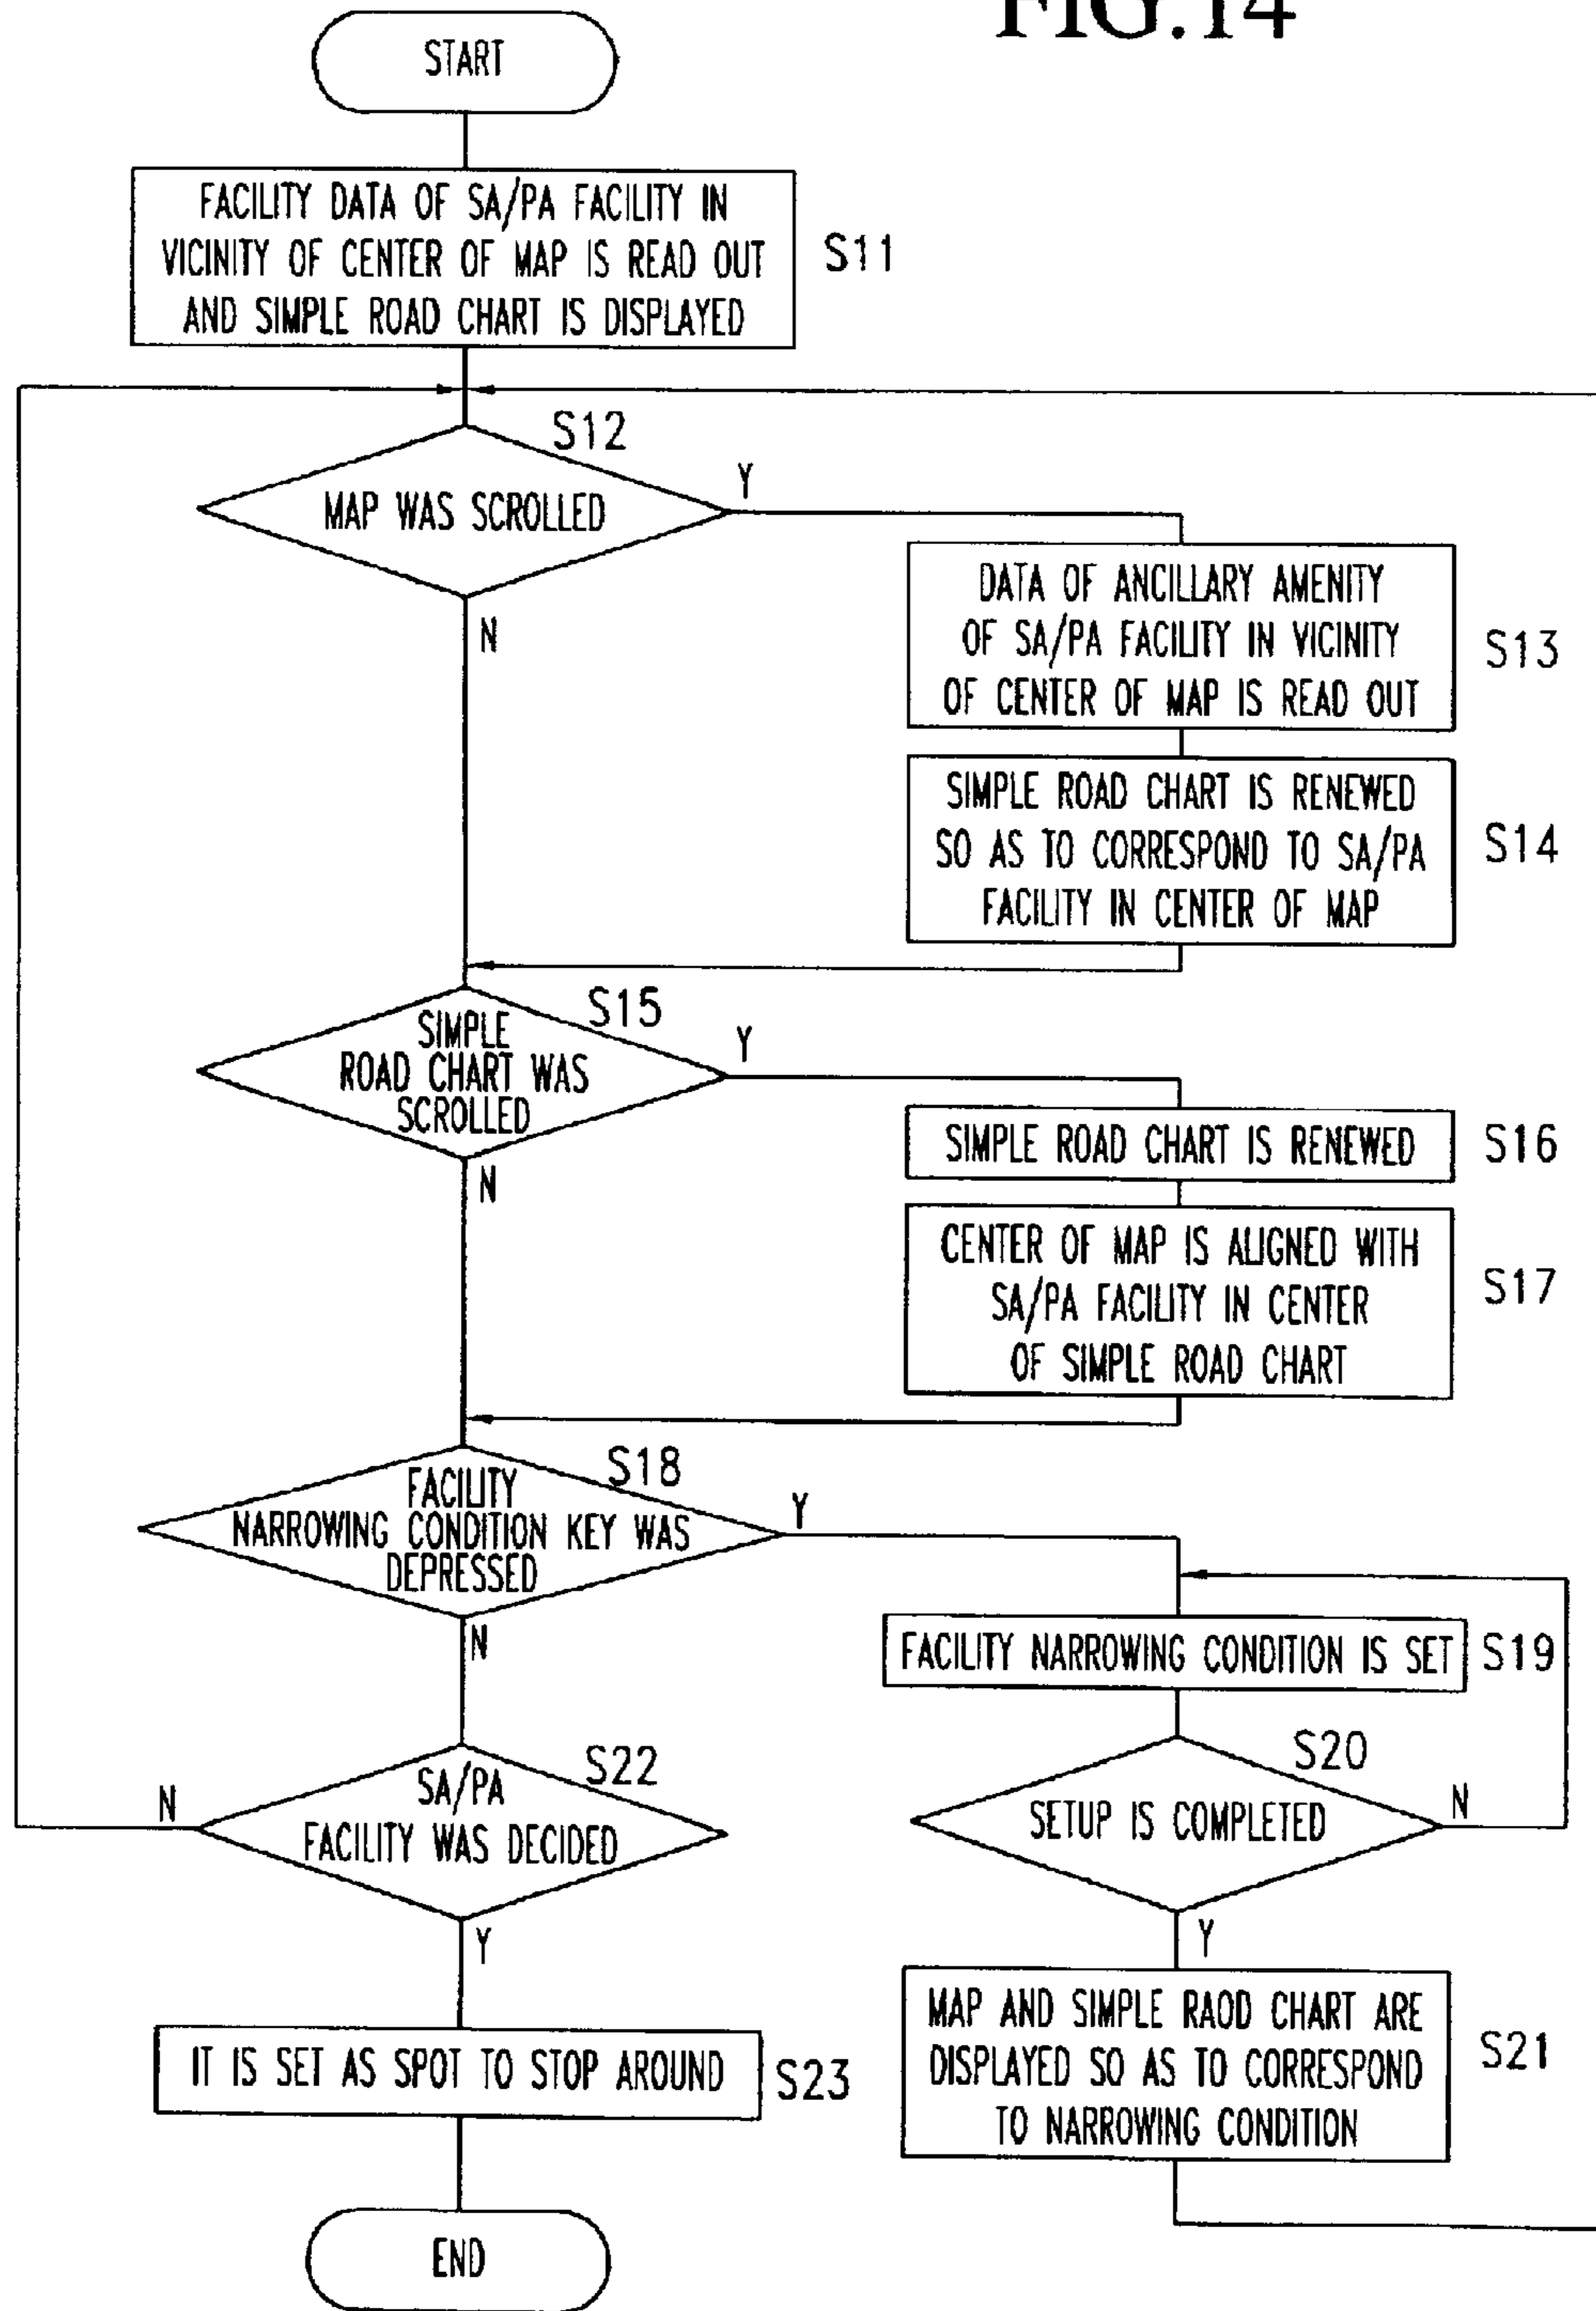 FIG.14
START
FACILITY DATA OF SA/PA FACILITY IN
VICINITY OF CENTER OF MAP IS READ OUT
AND SIMPLE ROAD CHART IS DISPLAYED
S11
S12
MAP WAS SCROLLED
Y
N
DATA OF ANCILLARY AMENITY
OF SA/PA FACILITY IN VICINITY
OF CENTER OF MAP IS READ OUT
S13
SIMPLE ROAD CHART IS RENEWED
SO AS TO CORRESPOND TO SA/PA
FACILITY IN CENTER OF MAP
S14
S15
SIMPLE
ROAD CHART WAS
SCROLLED
Y
N
SIMPLE ROAD CHART IS RENEWED
S16
CENTER OF MAP IS ALIGNED WITH
SA/PA FACILITY IN CENTER
OF SIMPLE ROAD CHART
S17
S18
FACILITY
NARROWING CONDITION KEY WAS
DEPRESSED
Y
N
FACILITY NARROWING CONDITION IS SET
S19
S20
SETUP IS COMPLETED
N
Y
S22
SA/PA
FACILITY WAS DECIDED
N
Y
MAP AND SIMPLE RAOD CHART ARE
DISPLAYED SO AS TO CORRESPOND
TO NARROWING CONDITION
S21
IT IS SET AS SPOT TO STOP AROUND
S23
END